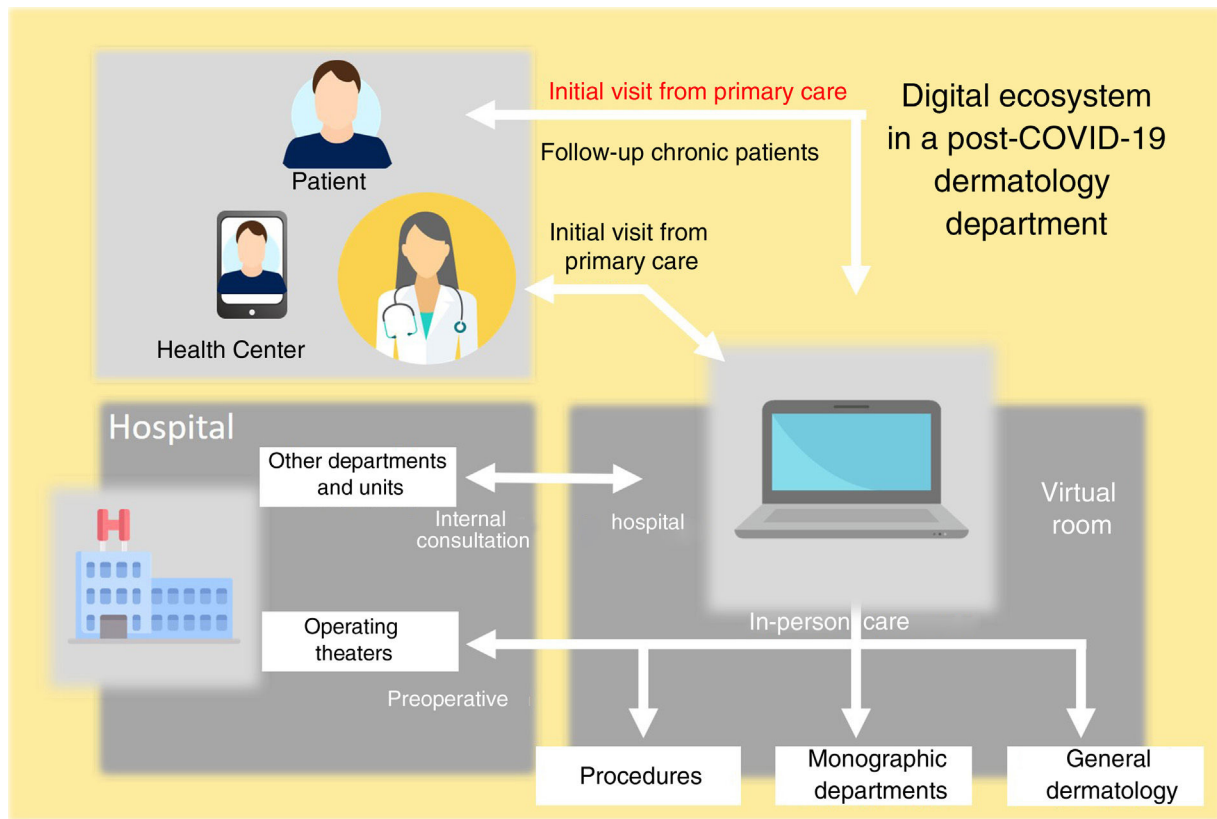 Initial visit from primary care
Follow-up chronic patients
Digital ecosystem
in a post-COVID-19
dermatology
department
Patient
Initial visit from
primary care
Health Center
Hospital
Other departments
and units
Internal
consultation
hospital
Virtual
room
Operating
theaters
Preoperative
In-person care
Procedures
Monographic
departments
General
dermatology